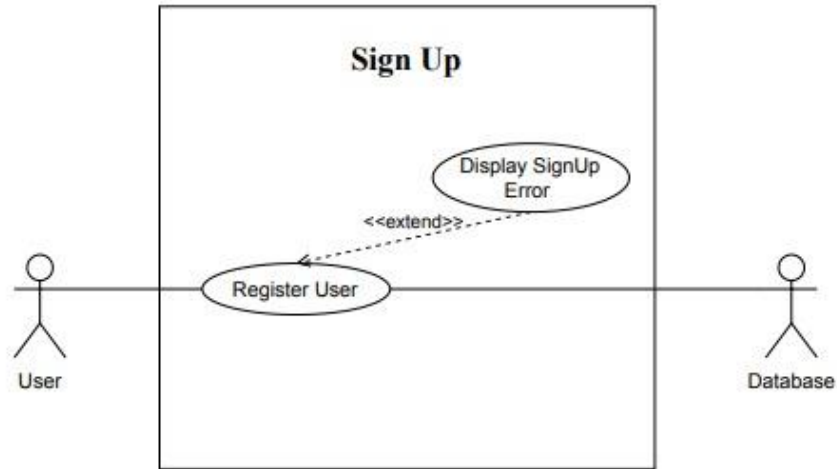 Sign Up
Display SignUp
Error
<<extend>>
Register User
User
Database